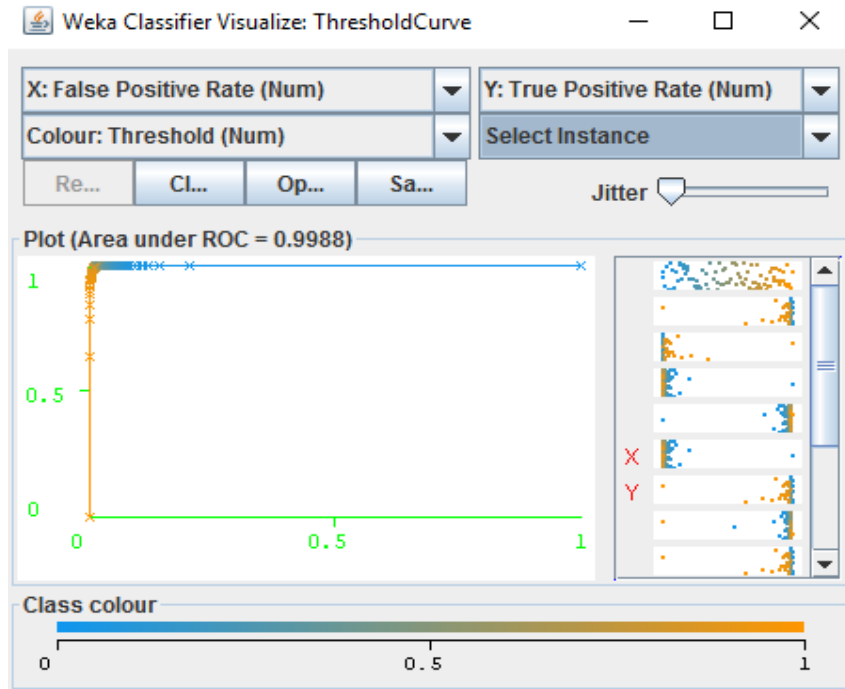 Weka Classifier Visualize: ThresholdCurve
X: False Positive Rate (Num)
Y: True Positive Rate (Num)
Colour: Threshold (Num)
Select Instance
Re...
Cl...
Op...
Sa...
Jitter
Plot (Area under ROC = 0.9988)
1
0.5
0
0
0.5
1
X
Y
Class colour
0
0.5
1